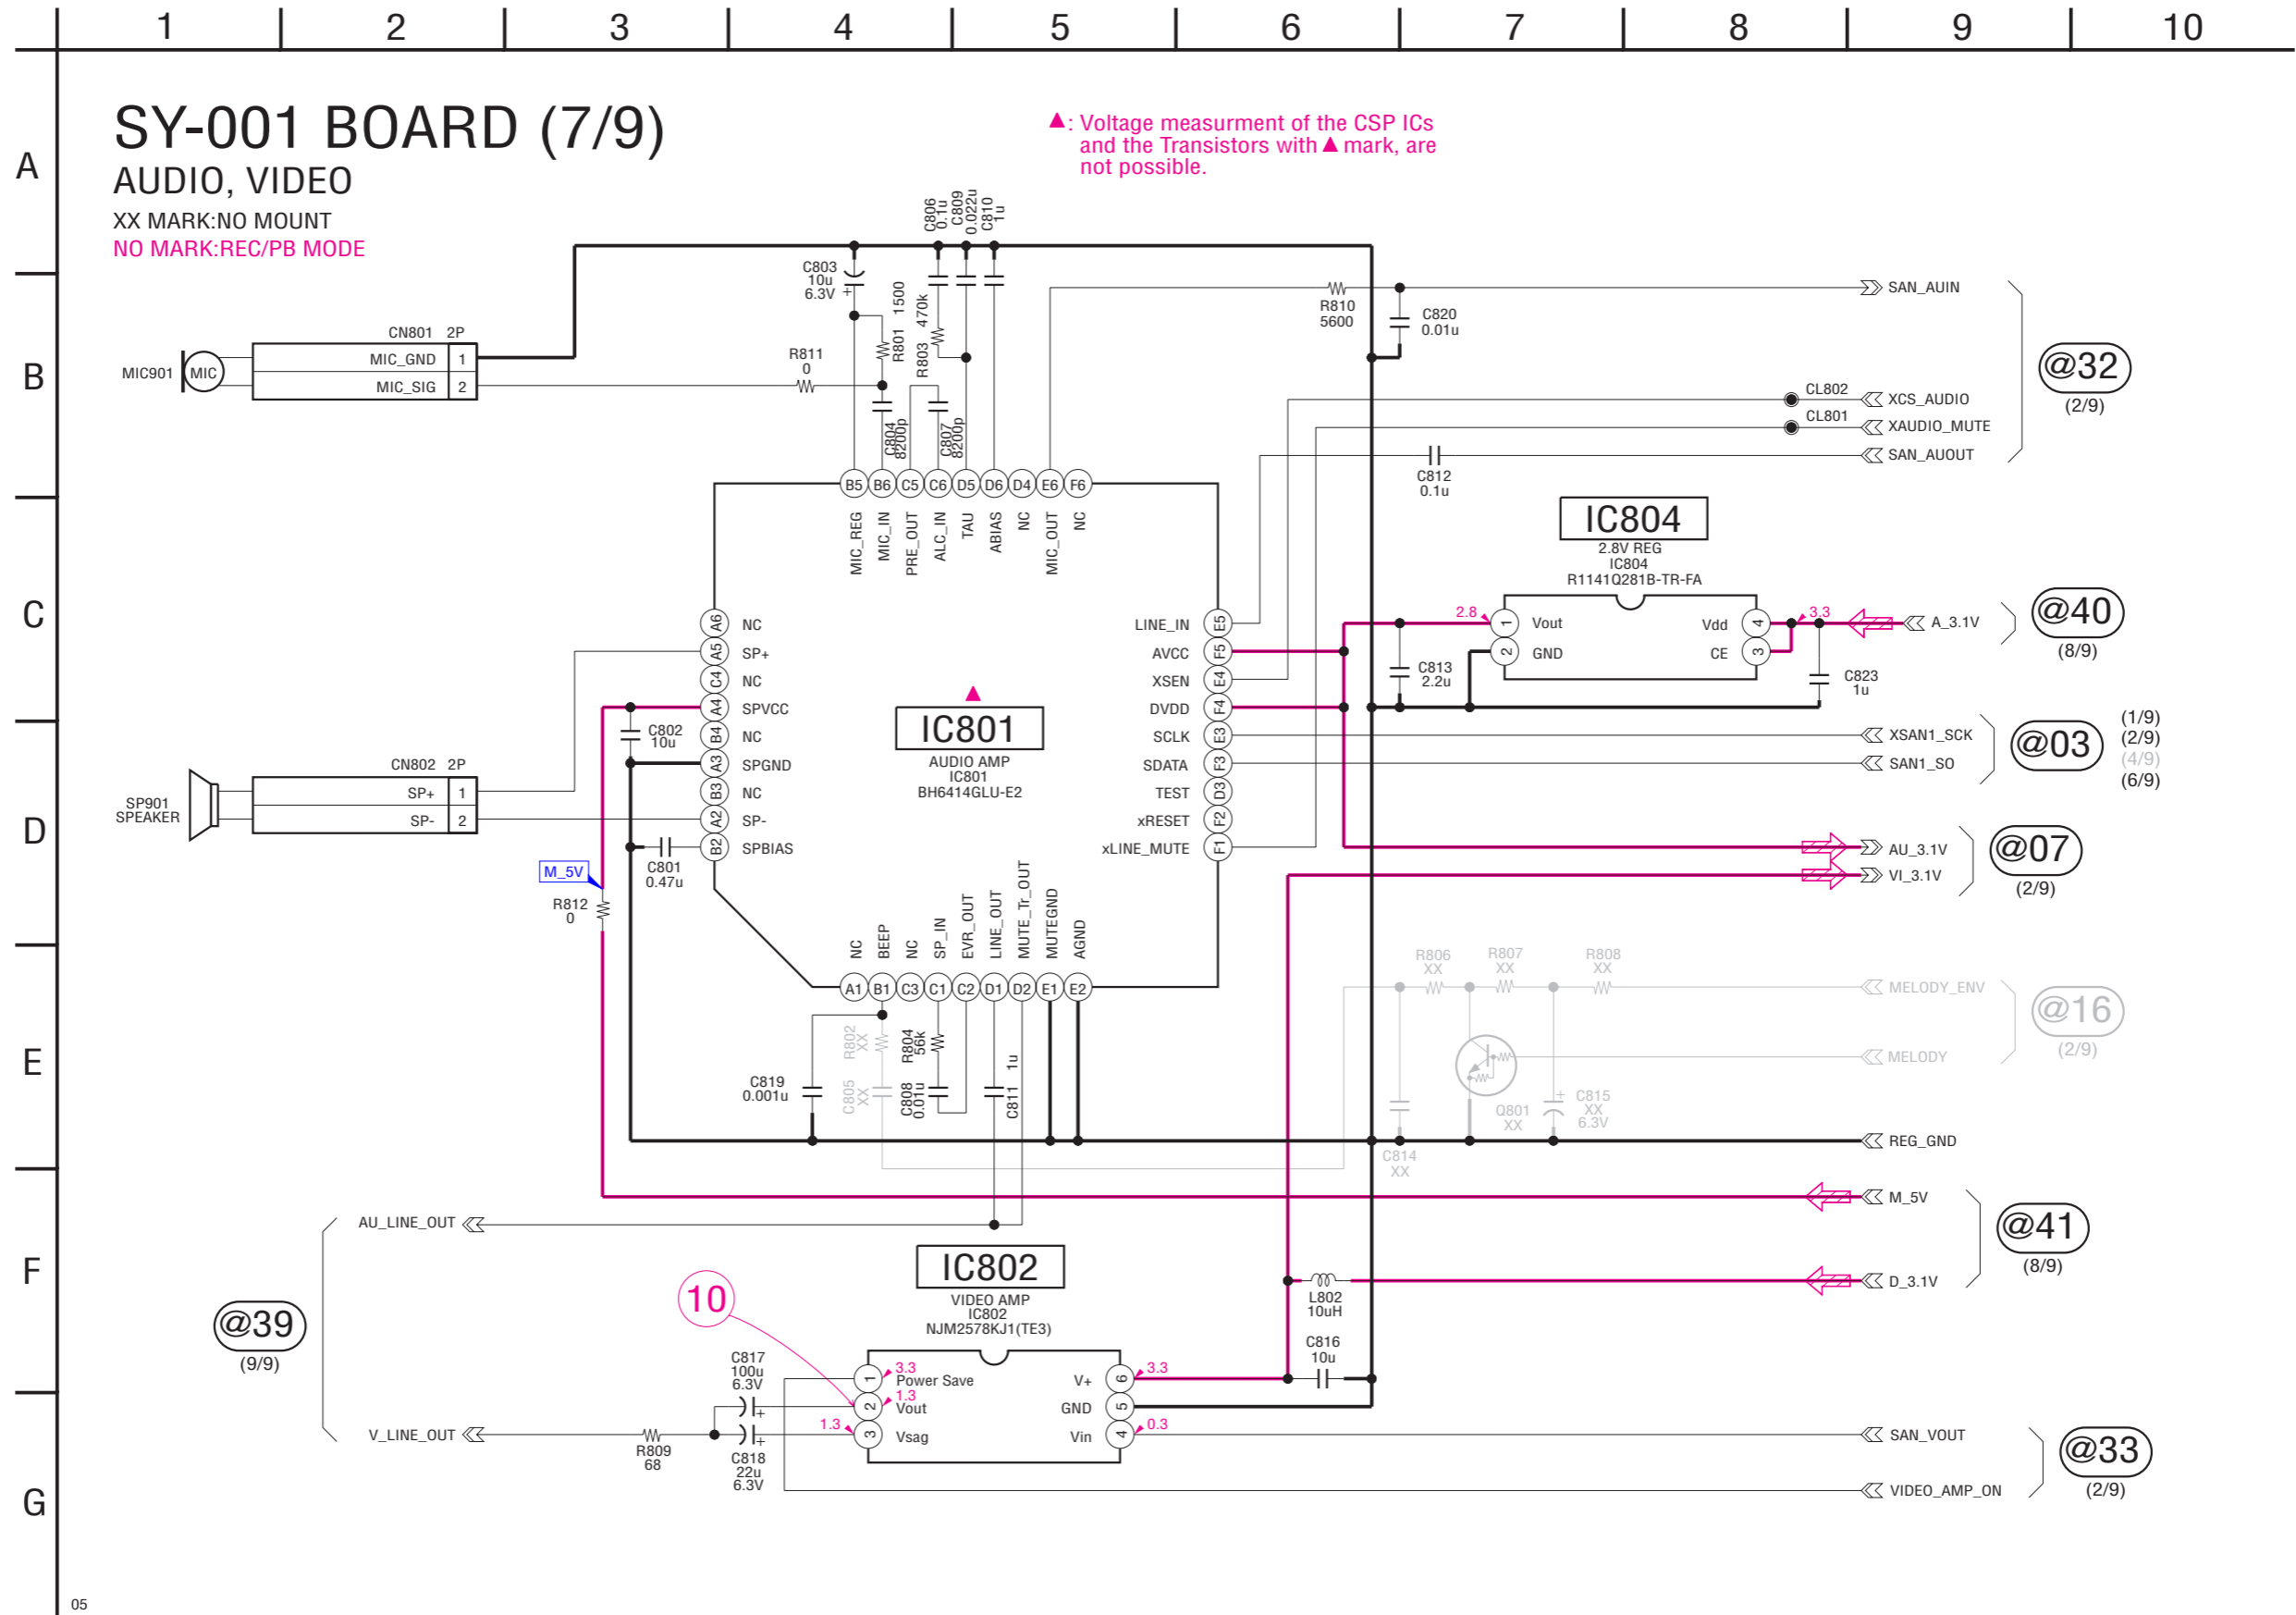 1 2 3 4 5 6 7 8 9 10
A
B
C
D
E
F
G
SY-001 BOARD (7/9)
AUDIO, VIDEO
XX MARK:NO MOUNT
NO MARK:REC/PB MODE
▲: Voltage measurment of the CSP ICs
and the Transistors with ▲ mark, are
not possible.
C806
0.1u
C809
0.022u
C810
1u
C803
10u
6.3V
+
R801 1500
R803 470k
R811
0
C804
8200p
C807
8200p
R810
5600
C820
0.01u
SAN_AUIN
CL802
XCS_AUDIO
CL801
XAUDIO_MUTE
SAN_AUOUT
@32
(2/9)
C812
0.1u
CN801 2P
MIC901
MIC
MIC_GND 1
MIC_SIG 2
B5 B6 C5 C6 D5 D6 D4 E6 F6
MIC_REG
MIC_IN
PRE_OUT
ALC_IN
TAU
ABIAS
NC
MIC_OUT
NC
IC804
2.8V REG
IC804
R1141Q281B-TR-FA
2.8
1 Vout
2 GND
Vdd 4
CE 3
3.3
A_3.1V
@40
(8/9)
C813
2.2u
C823
1u
A6 NC
A5 SP+
C4 NC
A4 SPVCC
B4 NC
A3 SPGND
B3 NC
A2 SP-
B2 SPBIAS
LINE_IN E5
AVCC F5
XSEN E4
DVDD F4
SCLK E3
SDATA F3
TEST D3
xRESET F2
xLINE_MUTE F1
▲
IC801
AUDIO AMP
IC801
BH6414GLU-E2
C802
10u
C801
0.47u
CN802 2P
SP901
SPEAKER
SP+ 1
SP- 2
M_5V
R812
0
XSAN1_SCK
SAN1_SO
@03
(1/9)
(2/9)
(4/9)
(6/9)
AU_3.1V
VI_3.1V
@07
(2/9)
NC
BEEP
NC
SP_IN
EVR_OUT
LINE_OUT
MUTE_Tr_OUT
MUTEGND
AGND
A1 B1 C3 C1 C2 D1 D2 E1 E2
R802
XX
R804
56k
C819
0.001u
C805
XX
C808
0.01u
C811 1u
R806
XX
R807
XX
R808
XX
MELODY_ENV
MELODY
@16
(2/9)
Q801
XX
+
C815
XX
6.3V
C814
XX
REG_GND
M_5V
D_3.1V
@41
(8/9)
L802
10uH
C816
10u
AU_LINE_OUT
@39
(9/9)
V_LINE_OUT
R809
68
C817
100u
6.3V
+
+
C818
22u
6.3V
10
IC802
VIDEO AMP
IC802
NJM2578KJ1(TE3)
1 3.3
Power Save
2 1.3
Vout
1.3 3 Vsag
V+ 6 3.3
GND 5
Vin 4 0.3
SAN_VOUT
VIDEO_AMP_ON
@33
(2/9)
05